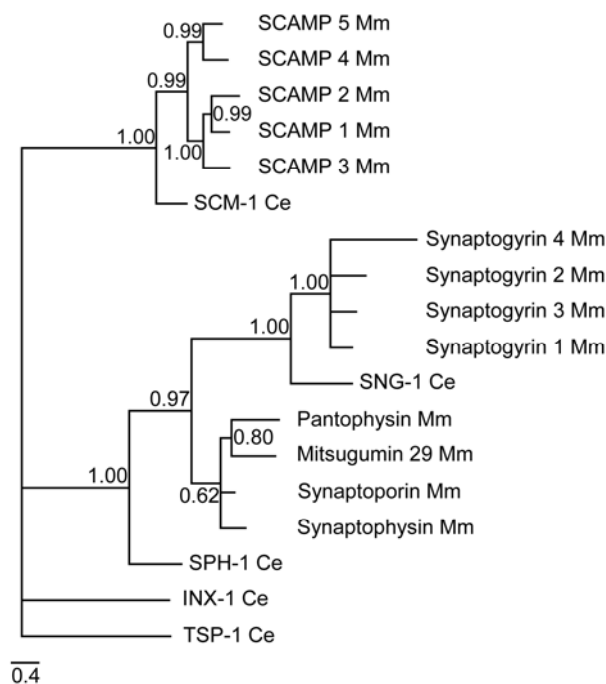 0.99
SCAMP 5 Mm
SCAMP 4 Mm
0.99
SCAMP 2 Mm
0.99
SCAMP 1 Mm
1.00
1.00
SCAMP 3 Mm
SCM-1 Ce
Synaptogyrin 4 Mm
1.00
Synaptogyrin 2 Mm
Synaptogyrin 3 Mm
1.00
Synaptogyrin 1 Mm
SNG-1 Ce
0.97
Pantophysin Mm
0.80
Mitsugumin 29 Mm
1.00
0.62
Synaptoporin Mm
Synaptophysin Mm
SPH-1 Ce
INX-1 Ce
TSP-1 Ce
0.4